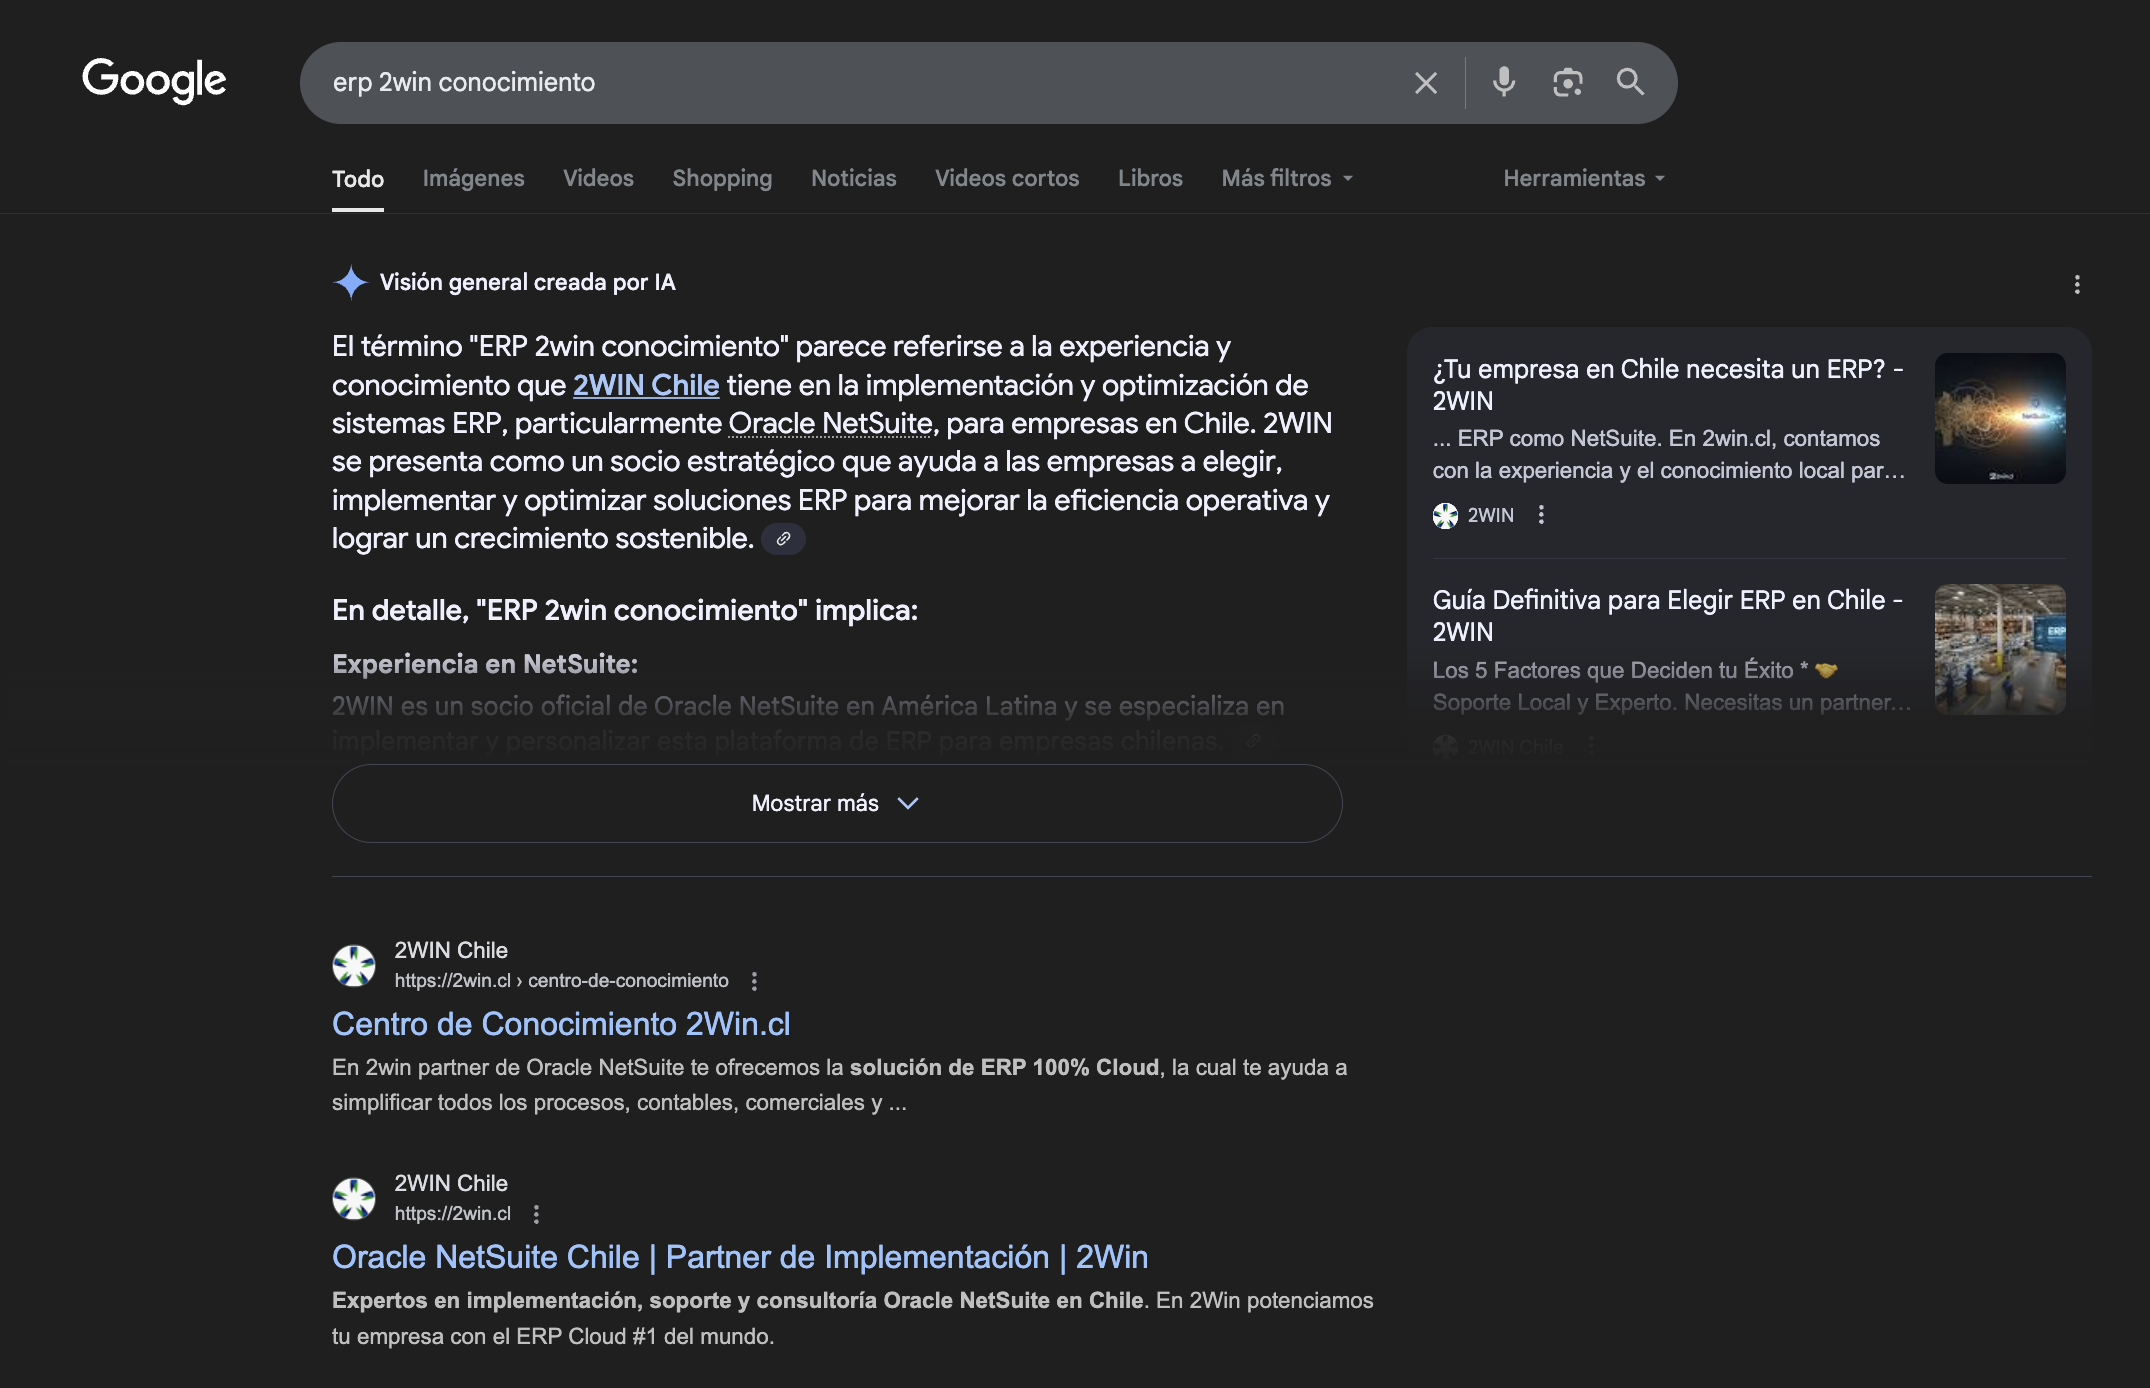 Google
erp 2win conocimiento
Todo
Imágenes
Videos
Shopping
Noticias
Videos cortos
Libros
Más filtros
Herramientas
Visión general creada por IA
El término "ERP 2win conocimiento" parece referirse a la experiencia y
conocimiento que 2WIN Chile tiene en la implementación y optimización de
sistemas ERP, particularmente Oracle NetSuite, para empresas en Chile. 2WIN
se presenta como un socio estratégico que ayuda a las empresas a elegir,
implementar y optimizar soluciones ERP para mejorar la eficiencia operativa y
lograr un crecimiento sostenible.
En detalle, "ERP 2win conocimiento" implica:
Experiencia en NetSuite:
2WIN es un socio oficial de Oracle NetSuite en América Latina y se especializa en
implementar y personalizar esta plataforma de ERP para empresas chilenas.
Mostrar más
¿Tu empresa en Chile necesita un ERP? -
2WIN
... ERP como NetSuite. En 2win.cl, contamos
con la experiencia y el conocimiento local par...
2WIN
Guía Definitiva para Elegir ERP en Chile -
2WIN
Los 5 Factores que Deciden tu Éxito * 🤝
Soporte Local y Experto. Necesitas un partner...
ERP
2WIN Chile
2WIN Chile
https://2win.cl › centro-de-conocimiento
Centro de Conocimiento 2Win.cl
En 2win partner de Oracle NetSuite te ofrecemos la solución de ERP 100% Cloud, la cual te ayuda a
simplificar todos los procesos, contables, comerciales y ...
2WIN Chile
https://2win.cl
Oracle NetSuite Chile | Partner de Implementación | 2Win
Expertos en implementación, soporte y consultoría Oracle NetSuite en Chile. En 2Win potenciamos
tu empresa con el ERP Cloud #1 del mundo.